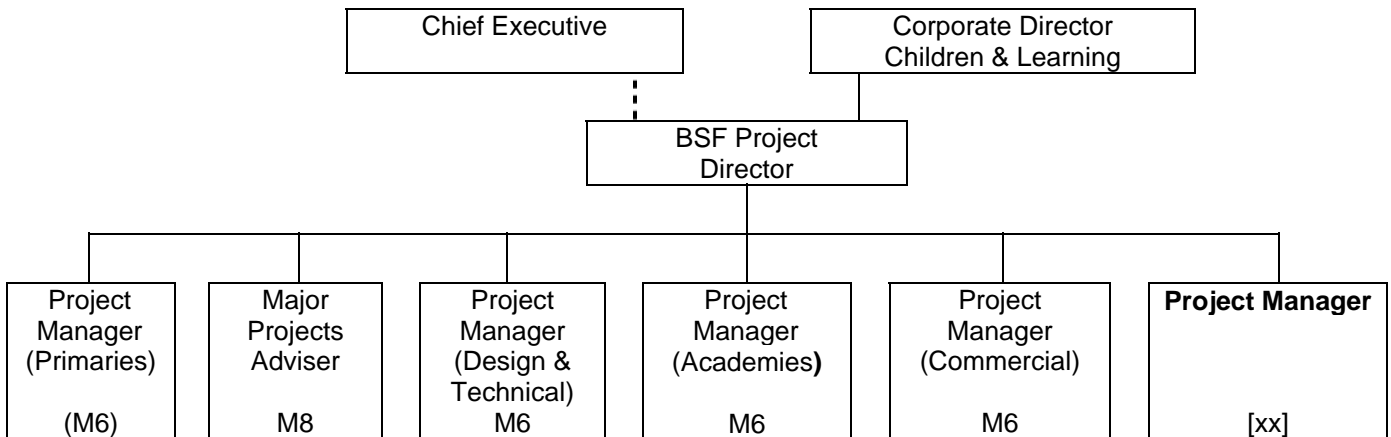 Chief Executive
Corporate Director
Children & Learning
BSF Project
Director
Project
Manager
(Primaries)
(M6)
Major
Projects
Adviser
M8
Project
Manager
(Design &
Technical)
M6
Project
Manager
(Academies)
M6
Project
Manager
(Commercial)
M6
Project Manager
[xx]